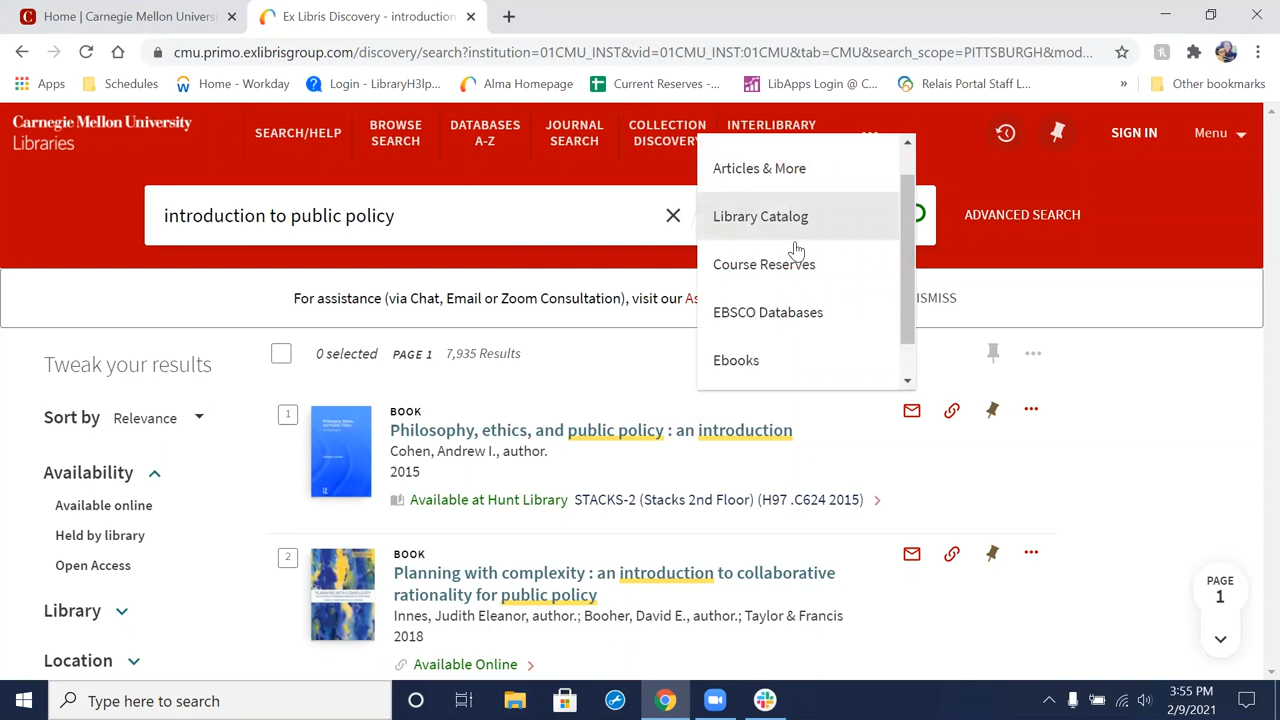 Home | Carnegie Mellon Universi
Ex Libris Discovery - introduction
cmu.primo.exlibrisgroup.com/discovery/search?institution=01CMU_INST&vid=01CMU_INST:01CMU&tab=CMU&search_scope=PITTSBURGH&mod...
Apps
Schedules
Home - Workday
Login - LibraryH3lp...
Alma Homepage
Current Reserves -...
LibApps Login @ C...
Relais Portal Staff L...
»
Other bookmarks
Carnegie Mellon University
Libraries
SEARCH/HELP
BROWSE
SEARCH
DATABASES
A-Z
JOURNAL
SEARCH
COLLECTION
DISCOVERY
INTERLIBRARY
SIGN IN
Menu
introduction to public policy
ADVANCED SEARCH
Articles & More
Library Catalog
Course Reserves
EBSCO Databases
Ebooks
For assistance (via Chat, Email or Zoom Consultation), visit our As
DISMISS
Tweak your results
0 selected PAGE 1 7,935 Results
Sort by Relevance
Availability
Available online
Held by library
Open Access
Library
Location
1
BOOK
Philosophy, ethics, and public policy : an introduction
Cohen, Andrew I., author.
2015
Available at Hunt Library STACKS-2 (Stacks 2nd Floor) (H97 .C624 2015)
2
BOOK
Planning with complexity : an introduction to collaborative
rationality for public policy
Innes, Judith Eleanor, author.; Booher, David E., author.; Taylor & Francis
2018
Available Online
PAGE
1
Type here to search
3:55 PM
2/9/2021